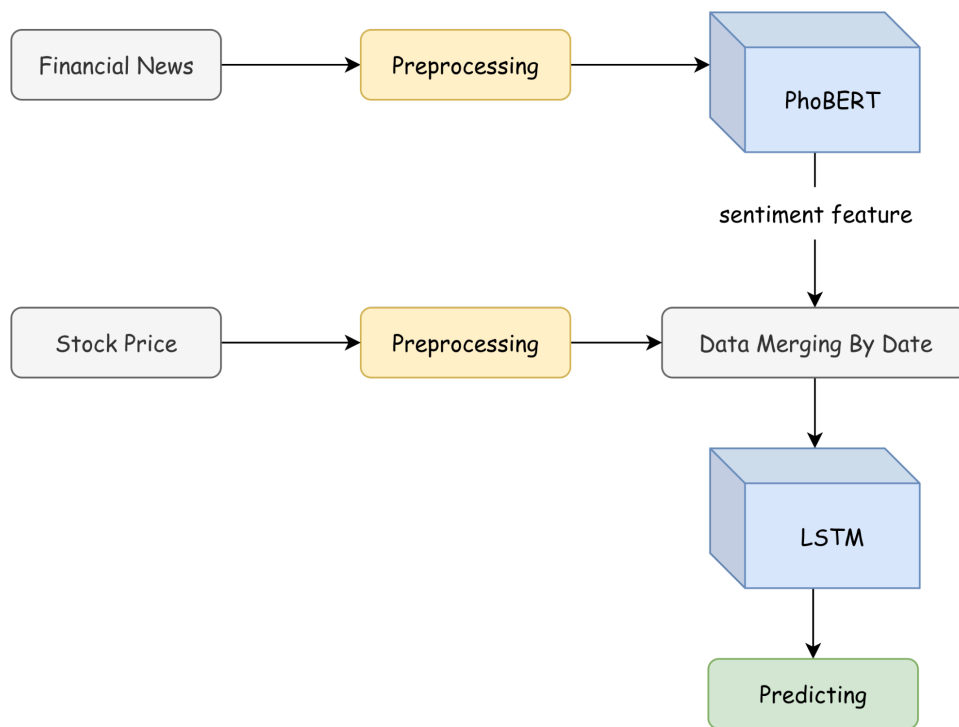 Financial News
Preprocessing
PhoBERT
sentiment feature
Stock Price
Preprocessing
Data Merging By Date
LSTM
Predicting